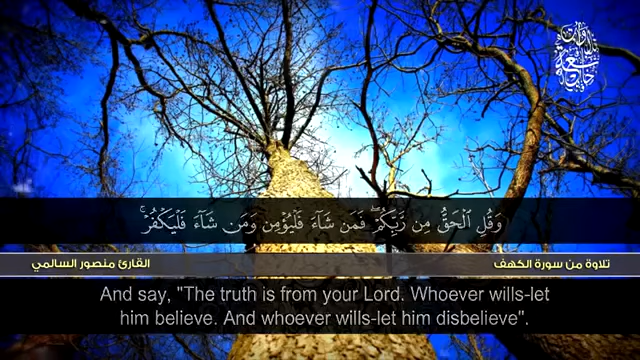 وَقُلِ ٱلْحَقُّ مِن رَّبِّكُمْ ۖ فَمَن شَآءَ فَلْيُؤْمِن وَمَن شَآءَ فَلْيَكْفُرْ ۚ
تلاوة من سورة الكهف
القارئ منصور السالمي
And say, "The truth is from your Lord. Whoever wills-let
him believe. And whoever wills-let him disbelieve".